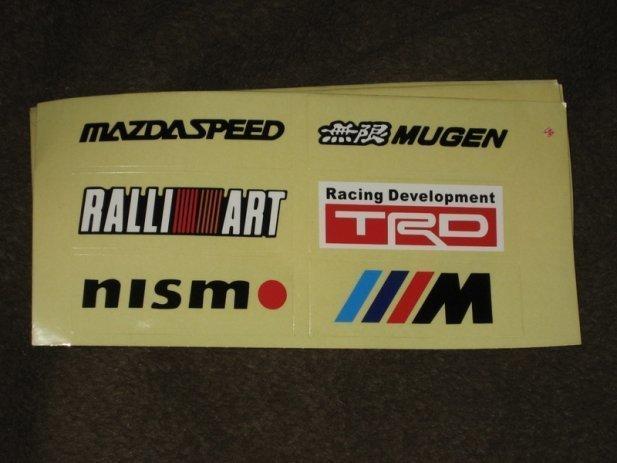 MAZDASPEED
無限 MUGEN
RALLI ART
Racing Development
TRD
nismo
M